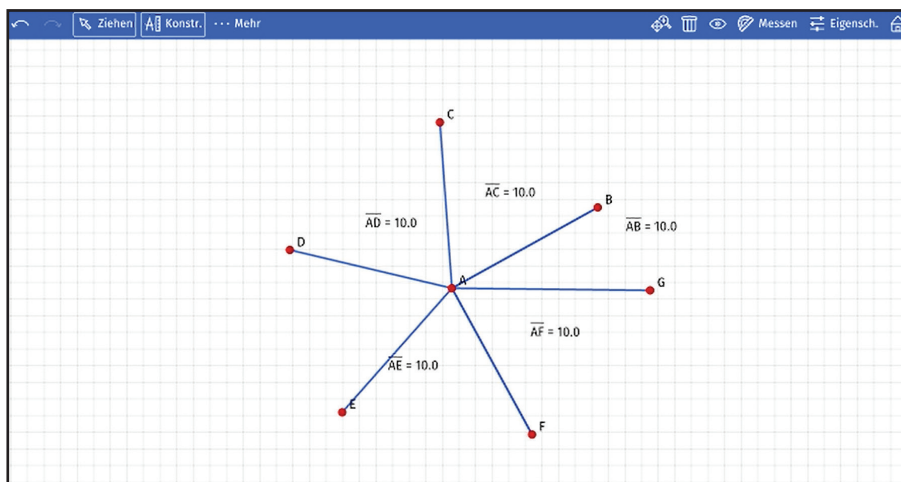 Ziehen Konstr. ··· Mehr Messen Eigensch.
C
AC = 10.0
B
AD = 10.0
AB = 10.0
D
A
G
AF = 10.0
AE = 10.0
E
F